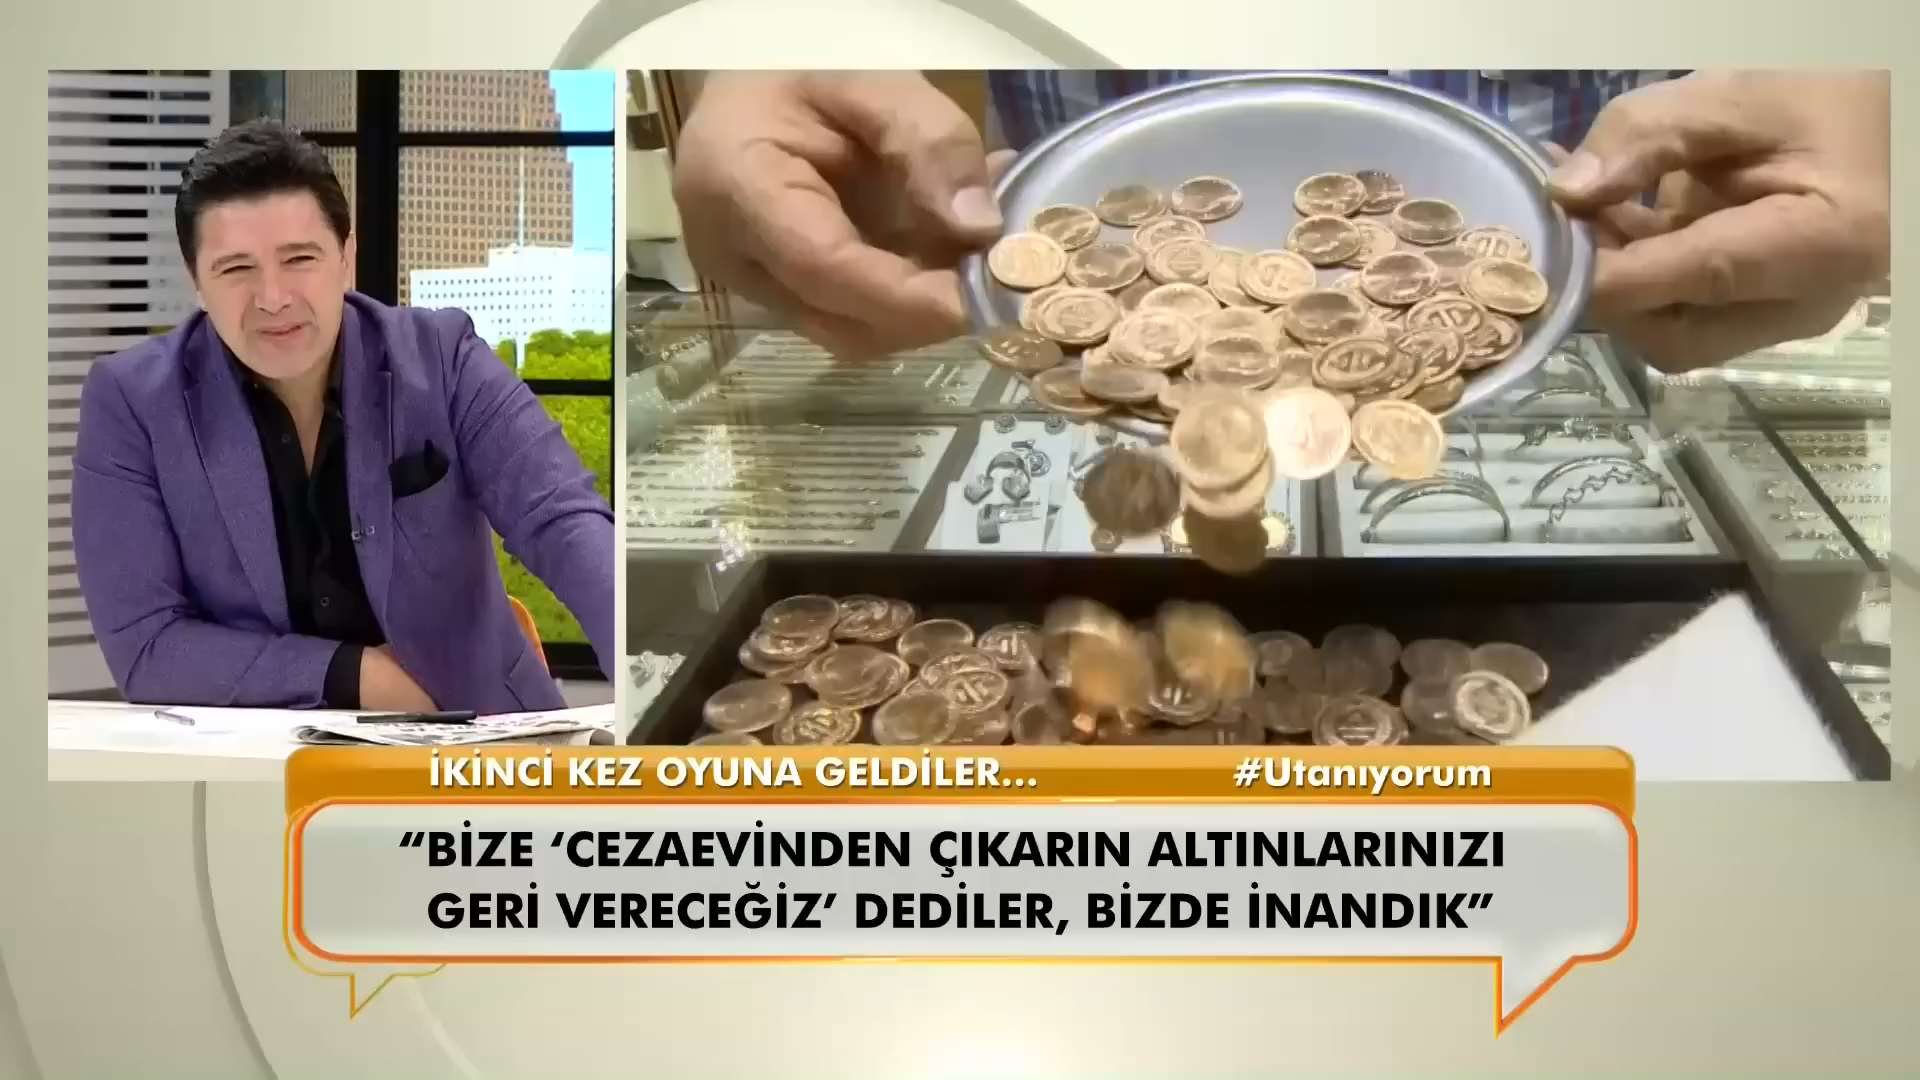 İKİNCİ KEZ OYUNA GELDİLER... #Utanıyorum
“BİZE ‘CEZAEVİNDEN ÇIKARIN ALTINLARINIZI
GERİ VERECEĞİZ’ DEDİLER, BİZDE İNANDIK”